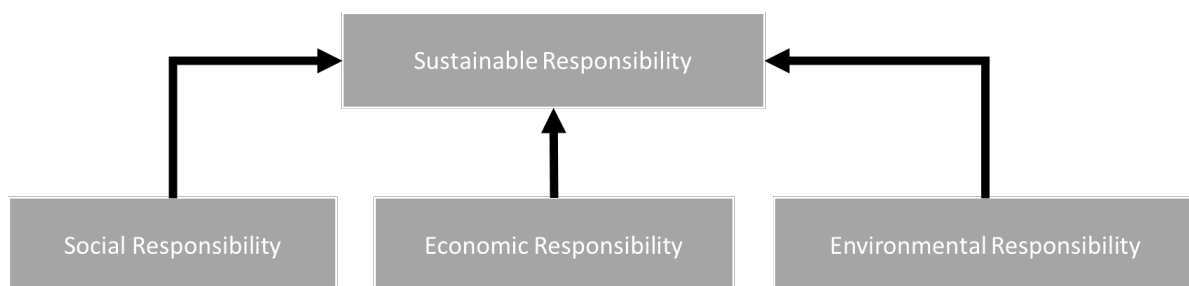 Sustainable Responsibility
Social Responsibility
Economic Responsibility
Environmental Responsibility